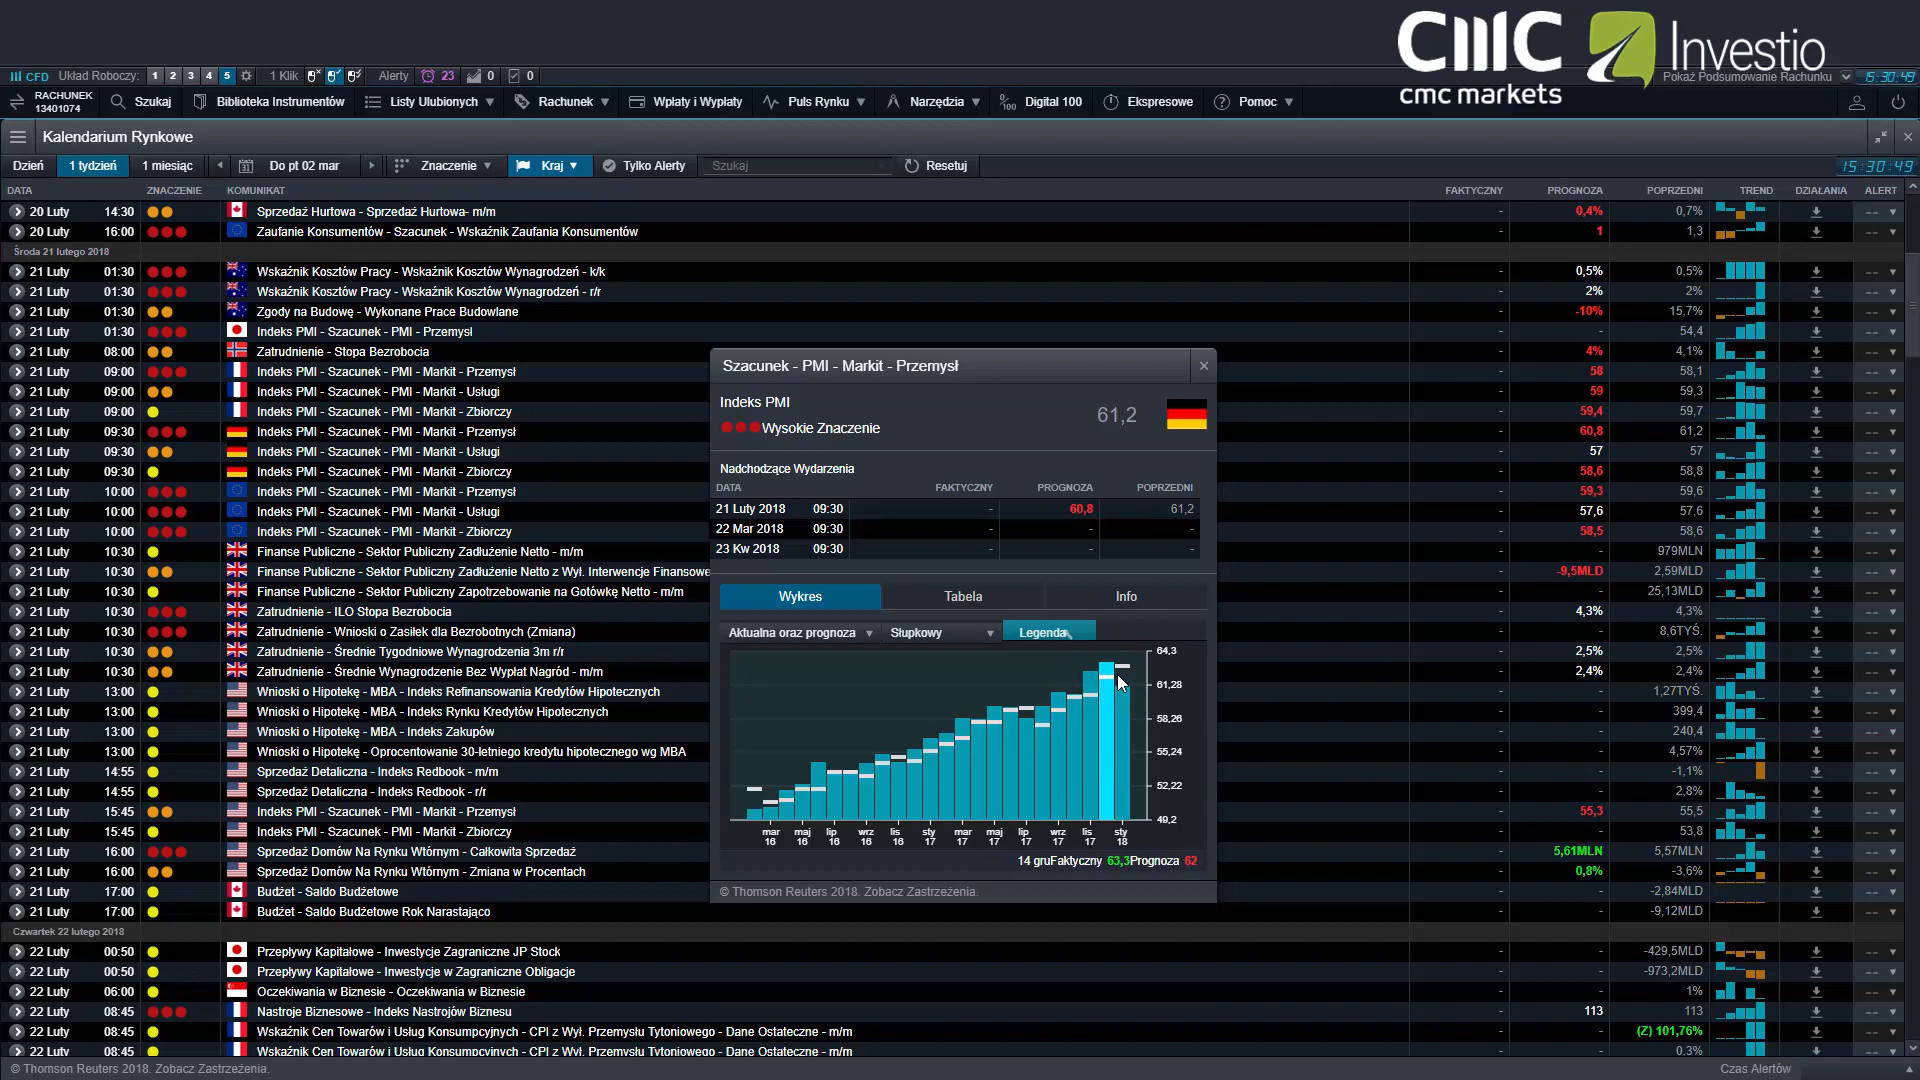 cmc markets
Investio
CFD Układ Roboczy: 1 2 3 4 5 1 Klik Alerty 23 0 0 Pokaż Podsumowanie Rachunku 15:30:49
RACHUNEK 13401074 Szukaj Biblioteka Instrumentów Listy Ulubionych Rachunek Wpłaty i Wypłaty Puls Rynku Narzędzia Digital 100 Ekspresowe Pomoc
Kalendarium Rynkowe
Dzień 1 tydzień 1 miesiąc Do pt 02 mar Znaczenie Kraj Tylko Alerty Szukaj Resetuj 15:30:49
DATA ZNACZENIE KOMUNIKAT FAKTYCZNY PROGNOZA POPRZEDNI TREND DZIAŁANIA ALERT
20 Luty 14:30 Sprzedaż Hurtowa - Sprzedaż Hurtowa- m/m - 0,4% 0,7% --
20 Luty 16:00 Zaufanie Konsumentów - Szacunek - Wskaźnik Zaufania Konsumentów - 1 1,3 --
Środa 21 lutego 2018
21 Luty 01:30 Wskaźnik Kosztów Pracy - Wskaźnik Kosztów Wynagrodzeń - k/k - 0,5% 0,5% --
21 Luty 01:30 Wskaźnik Kosztów Pracy - Wskaźnik Kosztów Wynagrodzeń - r/r - 2% 2% --
21 Luty 01:30 Zgody na Budowę - Wykonane Prace Budowlane - -10% 15,7% --
21 Luty 01:30 Indeks PMI - Szacunek - PMI - Przemysł - - 54,4 --
21 Luty 08:00 Zatrudnienie - Stopa Bezrobocia - 4% 4,1% --
21 Luty 09:00 Indeks PMI - Szacunek - PMI - Markit - Przemysł - 58 58,1 --
21 Luty 09:00 Indeks PMI - Szacunek - PMI - Markit - Usługi - 59 59,3 --
21 Luty 09:00 Indeks PMI - Szacunek - PMI - Markit - Zbiorczy - 59,4 59,7 --
21 Luty 09:30 Indeks PMI - Szacunek - PMI - Markit - Przemysł - 60,8 61,2 --
21 Luty 09:30 Indeks PMI - Szacunek - PMI - Markit - Usługi - 57 57 --
21 Luty 09:30 Indeks PMI - Szacunek - PMI - Markit - Zbiorczy - 58,6 58,8 --
21 Luty 10:00 Indeks PMI - Szacunek - PMI - Markit - Przemysł - 59,3 59,6 --
21 Luty 10:00 Indeks PMI - Szacunek - PMI - Markit - Usługi - 57,6 57,6 --
21 Luty 10:00 Indeks PMI - Szacunek - PMI - Markit - Zbiorczy - 58,5 58,6 --
21 Luty 10:30 Finanse Publiczne - Sektor Publiczny Zadłużenie Netto - m/m - - 979MLN --
21 Luty 10:30 Finanse Publiczne - Sektor Publiczny Zadłużenie Netto z Wył. Interwencje Finansowe - -9,5MLD 2,59MLD --
21 Luty 10:30 Finanse Publiczne - Sektor Publiczny Zapotrzebowanie na Gotówkę Netto - m/m - - 25,13MLD --
21 Luty 10:30 Zatrudnienie - ILO Stopa Bezrobocia - 4,3% 4,3% --
21 Luty 10:30 Zatrudnienie - Wnioski o Zasiłek dla Bezrobotnych (Zmiana) - - 8,6TYŚ. --
21 Luty 10:30 Zatrudnienie - Średnie Tygodniowe Wynagrodzenia 3m r/r - 2,5% 2,5% --
21 Luty 10:30 Zatrudnienie - Średnie Wynagrodzenie Bez Wypłat Nagród - m/m - 2,4% 2,4% --
21 Luty 13:00 Wnioski o Hipotekę - MBA - Indeks Refinansowania Kredytów Hipotecznych - - 1,27TYŚ. --
21 Luty 13:00 Wnioski o Hipotekę - MBA - Indeks Rynku Kredytów Hipotecznych - - 399,4 --
21 Luty 13:00 Wnioski o Hipotekę - MBA - Indeks Zakupów - - 240,4 --
21 Luty 13:00 Wnioski o Hipotekę - Oprocentowanie 30-letniego kredytu hipotecznego wg MBA - - 4,57% --
21 Luty 14:55 Sprzedaż Detaliczna - Indeks Redbook - m/m - - -1,1% --
21 Luty 14:55 Sprzedaż Detaliczna - Indeks Redbook - r/r - - 2,8% --
21 Luty 15:45 Indeks PMI - Szacunek - PMI - Markit - Przemysł - 55,3 55,5 --
21 Luty 15:45 Indeks PMI - Szacunek - PMI - Markit - Zbiorczy - - 53,8 --
21 Luty 16:00 Sprzedaż Domów Na Rynku Wtórnym - Całkowita Sprzedaż - 5,61MLN 5,57MLN --
21 Luty 16:00 Sprzedaż Domów Na Rynku Wtórnym - Zmiana w Procentach - 0,8% -3,6% --
21 Luty 17:00 Budżet - Saldo Budżetowe - - -2,84MLD --
21 Luty 17:00 Budżet - Saldo Budżetowe Rok Narastająco - - -9,12MLD --
Czwartek 22 lutego 2018
22 Luty 00:50 Przepływy Kapitałowe - Inwestycje Zagraniczne JP Stock - - -429,5MLD --
22 Luty 00:50 Przepływy Kapitałowe - Inwestycje w Zagraniczne Obligacje - - -973,2MLD --
22 Luty 06:00 Oczekiwania w Biznesie - Oczekiwania w Biznesie - - 1% --
22 Luty 08:45 Nastroje Biznesowe - Indeks Nastrojów Biznesu - 113 113 --
22 Luty 08:45 Wskaźnik Cen Towarów i Usług Konsumpcyjnych - CPI z Wył. Przemysłu Tytoniowego - Dane Ostateczne - m/m - - (Z) 101,76% --
22 Luty 08:45 Wskaźnik Cen Towarów i Usług Konsumpcyjnych - CPI z Wył. Przemysłu Tytoniowego - Dane Ostateczne - m/m - - 0,3% --
© Thomson Reuters 2018. Zobacz Zastrzeżenia. Czas Alertów
Szacunek - PMI - Markit - Przemysł
Indeks PMI 61,2
Wysokie Znaczenie
Nadchodzące Wydarzenia
DATA FAKTYCZNY PROGNOZA POPRZEDNI
21 Luty 2018 09:30 - 60,8 61,2
22 Mar 2018 09:30 - - -
23 Kw 2018 09:30 - - -
Wykres Tabela Info
Aktualna oraz prognoza Słupkowy Legenda
64,3
61,28
58,26
55,24
52,22
49,2
mar maj lip wrz lis sty mar maj lip wrz lis sty
16 16 16 16 16 17 17 17 17 17 17 18
14 gruFaktyczny 63,3Prognoza 62
© Thomson Reuters 2018. Zobacz Zastrzeżenia.